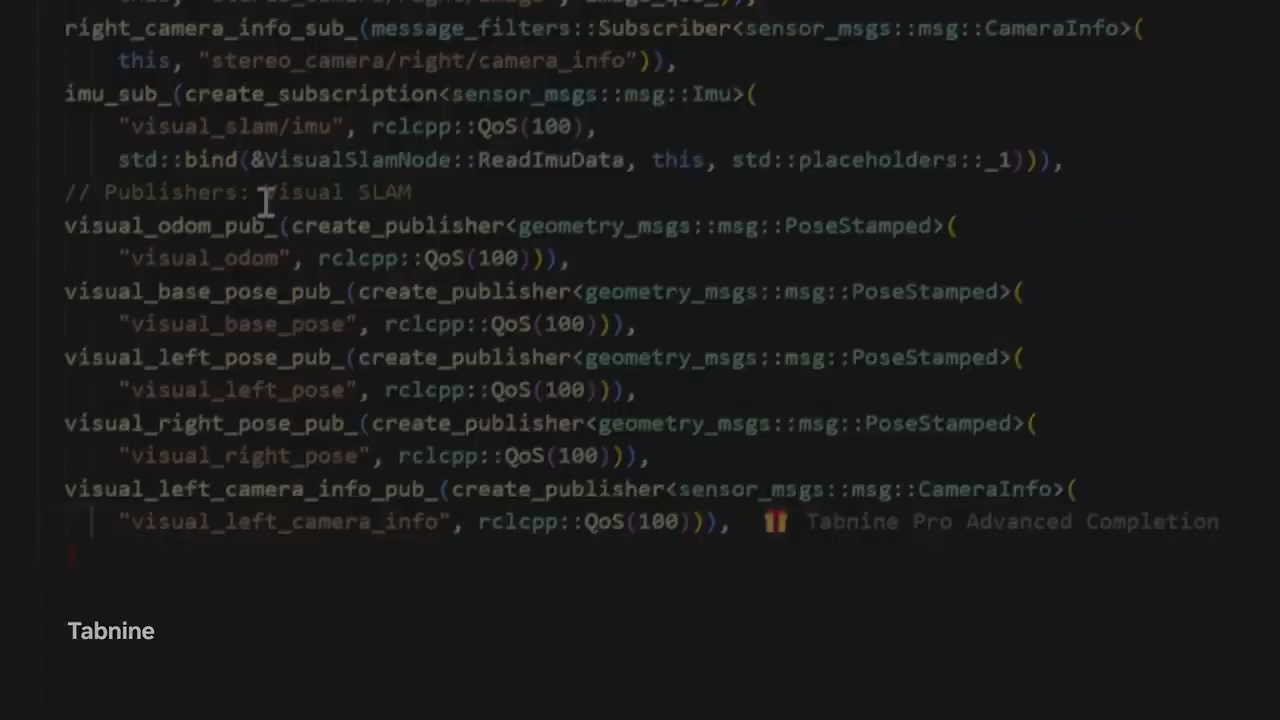 right_camera_info_sub_(message_filters::Subscriber<sensor_msgs::msg::CameraInfo>(
this, "stereo_camera/right/camera_info")),
imu_sub_(create_subscription<sensor_msgs::msg::Imu>(
"visual_slam/imu", rclcpp::QoS(100),
std::bind(&VisualSlamNode::ReadImuData, this, std::placeholders::_1))),
// Publishers: Visual SLAM
visual_odom_pub_(create_publisher<geometry_msgs::msg::PoseStamped>(
"visual_odom", rclcpp::QoS(100))),
visual_base_pose_pub_(create_publisher<geometry_msgs::msg::PoseStamped>(
"visual_base_pose", rclcpp::QoS(100))),
visual_left_pose_pub_(create_publisher<geometry_msgs::msg::PoseStamped>(
"visual_left_pose", rclcpp::QoS(100))),
visual_right_pose_pub_(create_publisher<geometry_msgs::msg::PoseStamped>(
"visual_right_pose", rclcpp::QoS(100))),
visual_left_camera_info_pub_(create_publisher<sensor_msgs::msg::CameraInfo>(
"visual_left_camera_info", rclcpp::QoS(100))), Tabnine Pro Advanced Completion
}
Tabnine